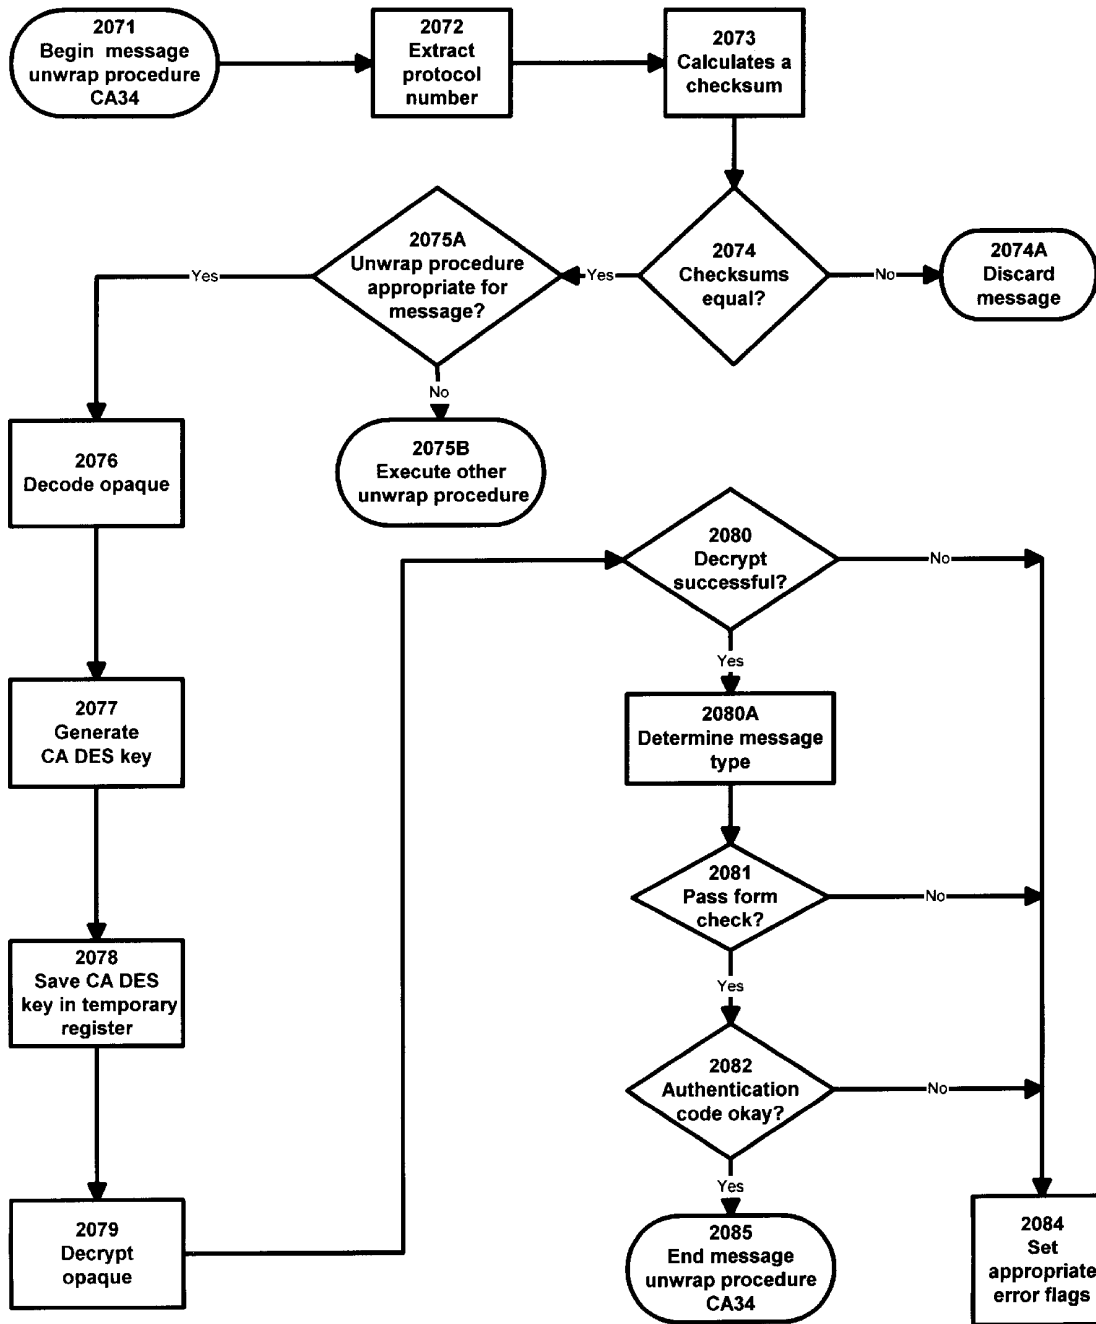 2071
Begin message
unwrap procedure
CA34
2072
Extract
protocol
number
2073
Calculates a
checksum
2074
Checksums
equal?
No
2074A
Discard
message
Yes
2075A
Unwrap procedure
appropriate for
message?
Yes
No
2075B
Execute other
unwrap procedure
2076
Decode opaque
2077
Generate
CA DES key
2078
Save CA DES
key in temporary
register
2079
Decrypt
opaque
2080
Decrypt
successful?
No
Yes
2080A
Determine message
type
2081
Pass form
check?
No
Yes
2082
Authentication
code okay?
No
Yes
2085
End message
unwrap procedure
CA34
2084
Set
appropriate
error flags